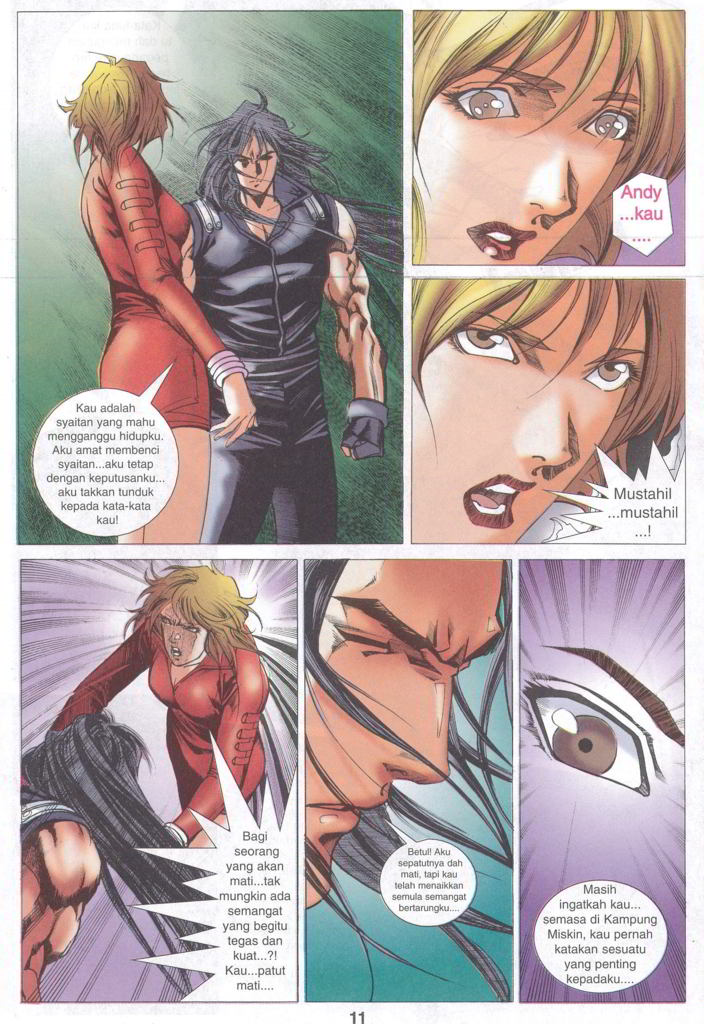 Kau adalah
syaitan yang mahu
mengganggu hidupku.
Aku amat membenci
syaitan...aku tetap
dengan keputusanku...
aku takkan tunduk
kepada kata-kata
kau!
Andy
...kau
....
Mustahil
...mustahil
...!
Bagi
seorang
yang akan
mati...tak
mungkin ada
semangat
yang begitu
tegas dan
kuat...?!
Kau...patut
mati....
Betul! Aku
sepatutnya dah
mati, tapi kau
telah menaikkan
semula semangat
bertarungku....
Masih
ingatkah kau...
semasa di Kampung
Miskin, kau pernah
katakan sesuatu
yang penting
kepadaku....
11